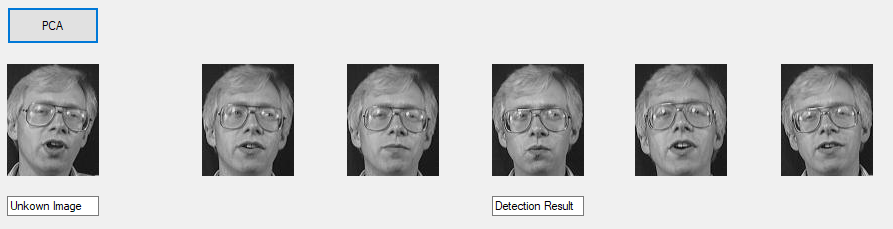 PCA
Unkown Image
Detection Result